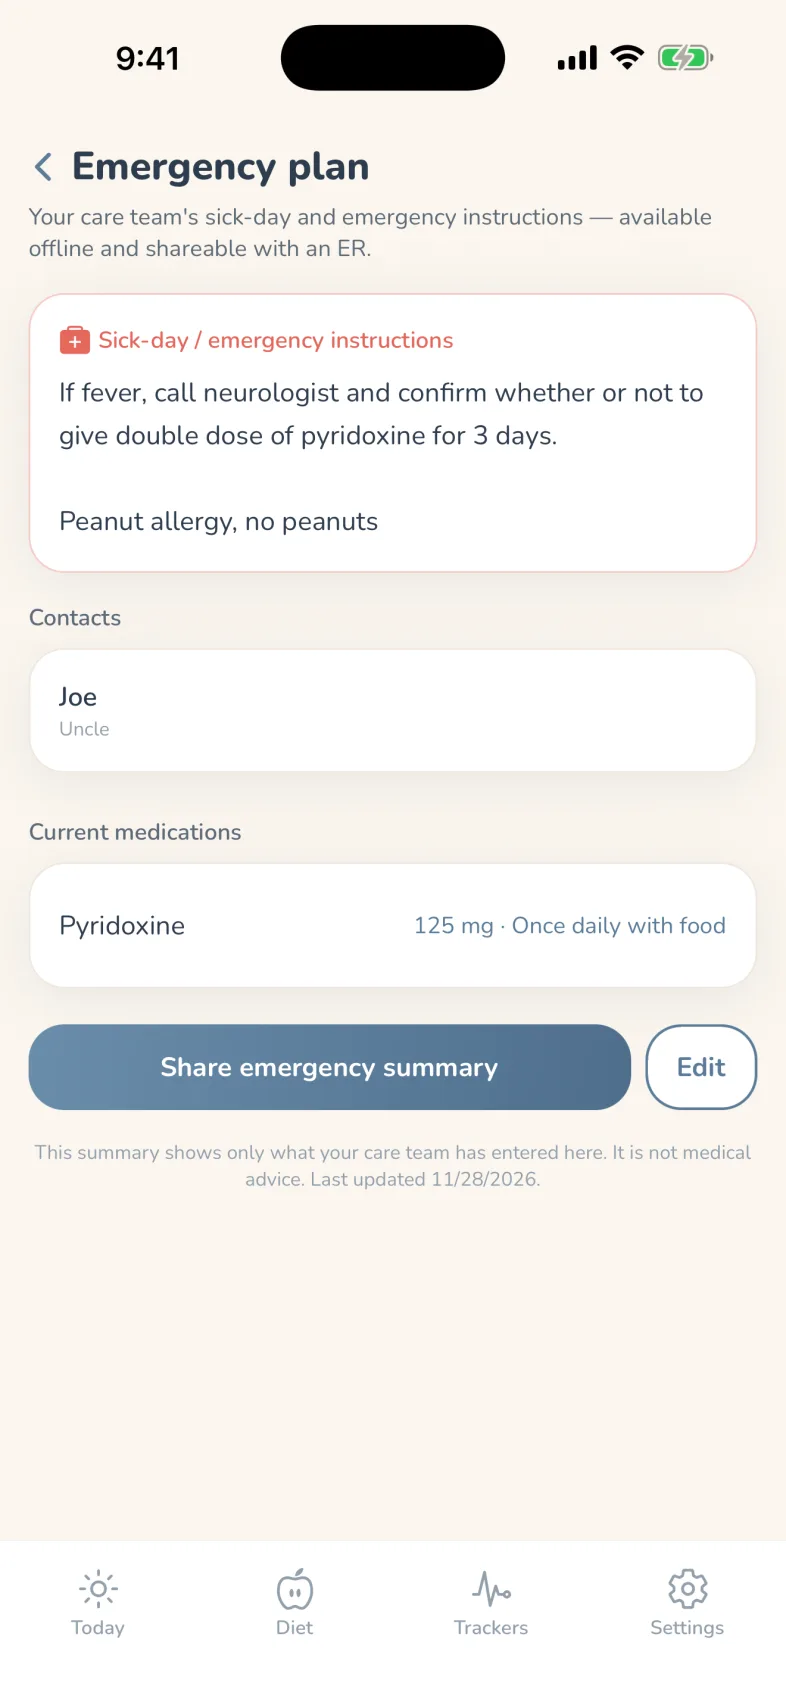 9:41
Emergency plan
Your care team's sick-day and emergency instructions — available
offline and shareable with an ER.
Sick-day / emergency instructions
If fever, call neurologist and confirm whether or not to
give double dose of pyridoxine for 3 days.
Peanut allergy, no peanuts
Contacts
Joe
Uncle
Current medications
Pyridoxine 125 mg · Once daily with food
Share emergency summary Edit
This summary shows only what your care team has entered here. It is not medical
advice. Last updated 11/28/2026.
Today Diet Trackers Settings